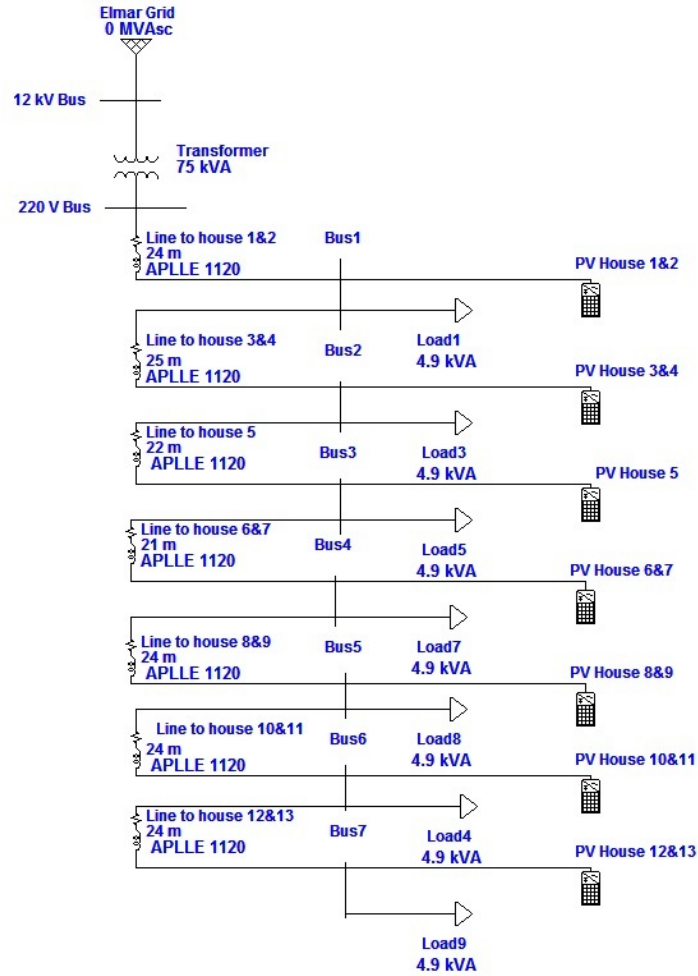 Elmar Grid
0 MVAsc
12 kV Bus
Transformer
75 kVA
220 V Bus
Line to house 1&2
24 m
APLLE 1120
Bus1
PV House 1&2
Line to house 3&4
25 m
APLLE 1120
Bus2
Load1
4.9 kVA
PV House 3&4
Line to house 5
22 m
APLLE 1120
Bus3
Load3
4.9 kVA
PV House 5
Line to house 6&7
21 m
APLLE 1120
Bus4
Load5
4.9 kVA
PV House 6&7
Line to house 8&9
24 m
APLLE 1120
Bus5
Load7
4.9 kVA
PV House 8&9
Line to house 10&11
24 m
APLLE 1120
Bus6
Load8
4.9 kVA
PV House 10&11
Line to house 12&13
24 m
APLLE 1120
Bus7
Load4
4.9 kVA
PV House 12&13
Load9
4.9 kVA